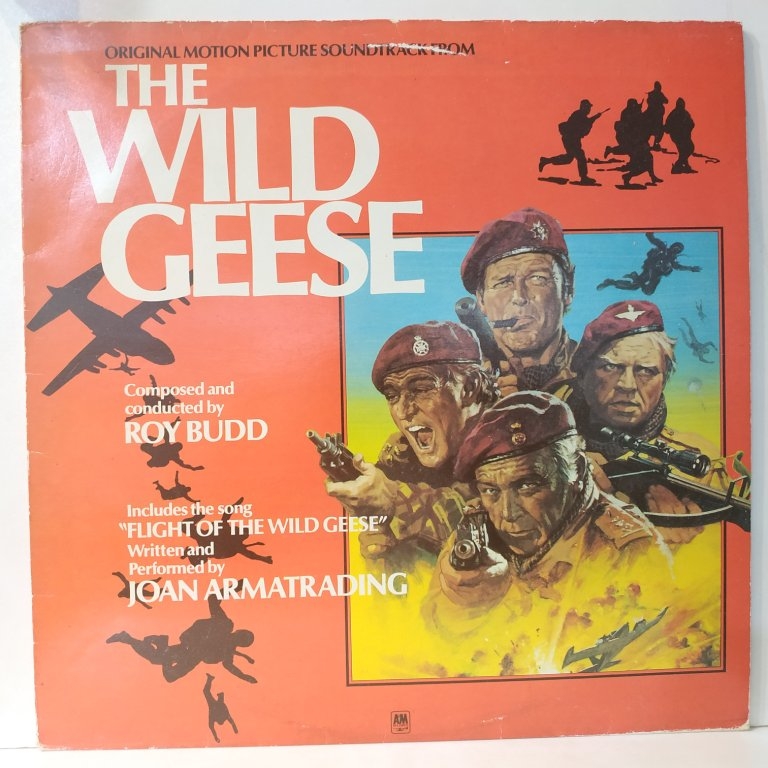 ORIGINAL MOTION PICTURE SOUNDTRACK FROM
THE
WILD
GEESE
Composed and
conducted by
ROY BUDD
Includes the song
"FLIGHT OF THE WILD GEESE"
Written and
Performed by
JOAN ARMATRADING
A&M